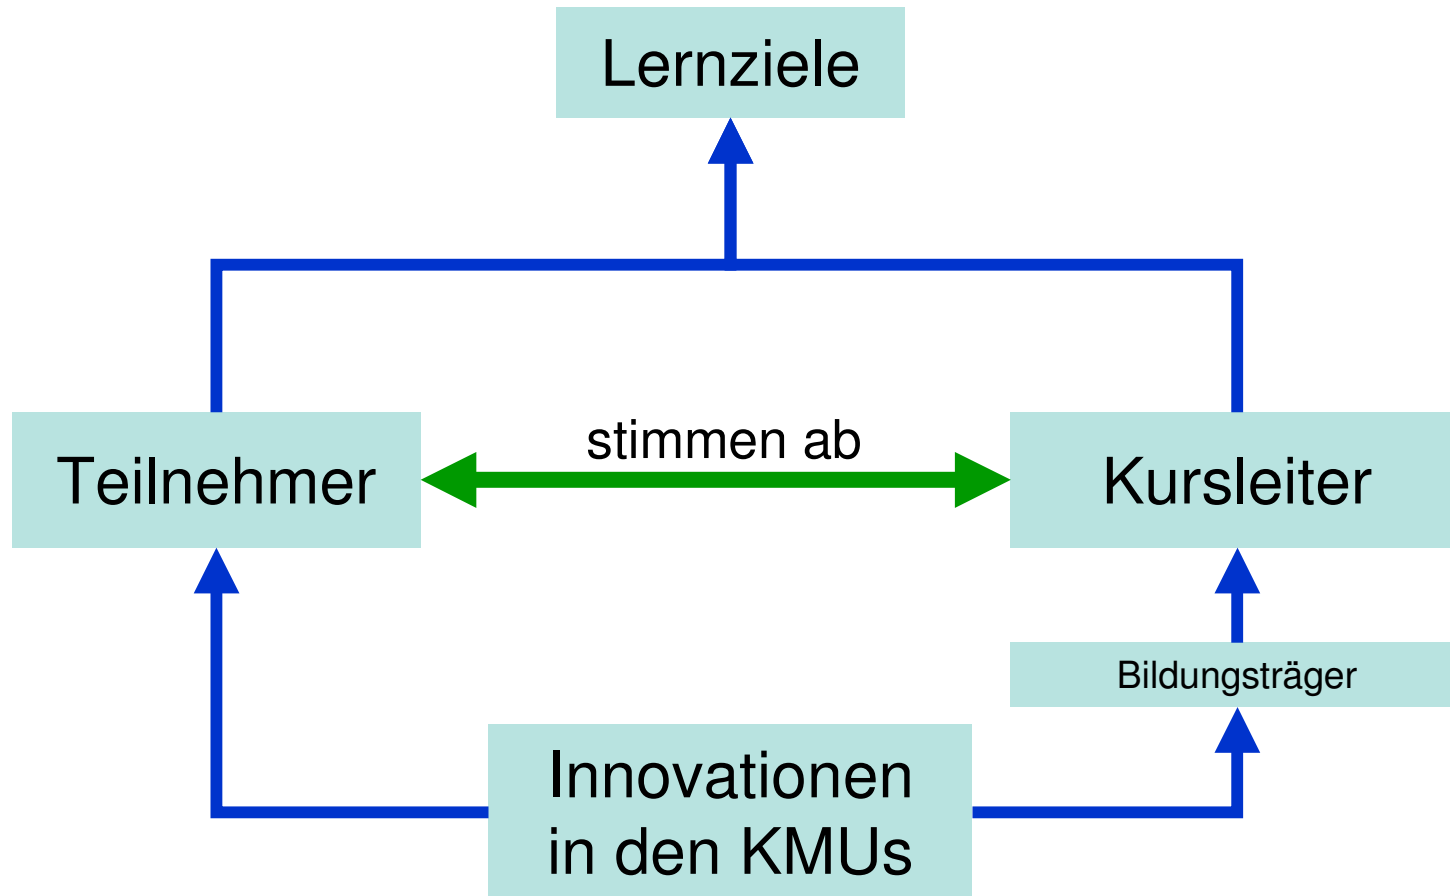 Lernziele
stimmen ab
Teilnehmer
Kursleiter
Bildungsträger
Innovationen
in den KMUs